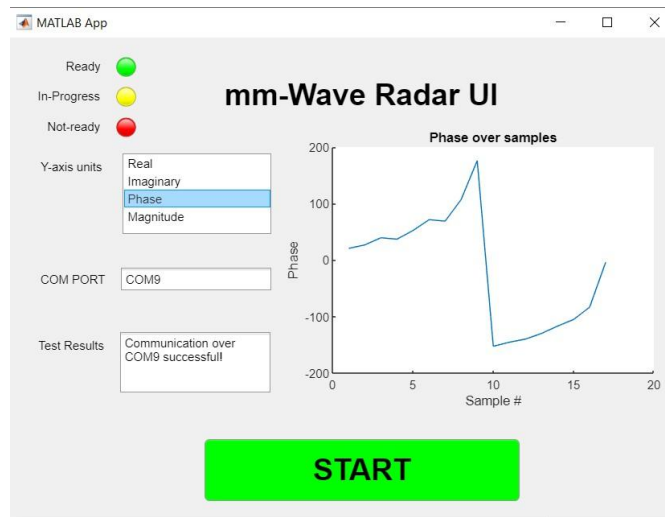 MATLAB App
Ready
In-Progress
Not-ready
mm-Wave Radar UI
Y-axis units
Real
Imaginary
Phase
Magnitude
COM PORT
COM9
Test Results
Communication over
COM9 successful!
Phase over samples
200
100
0
-100
-200
Phase
0
5
10
15
20
Sample #
START